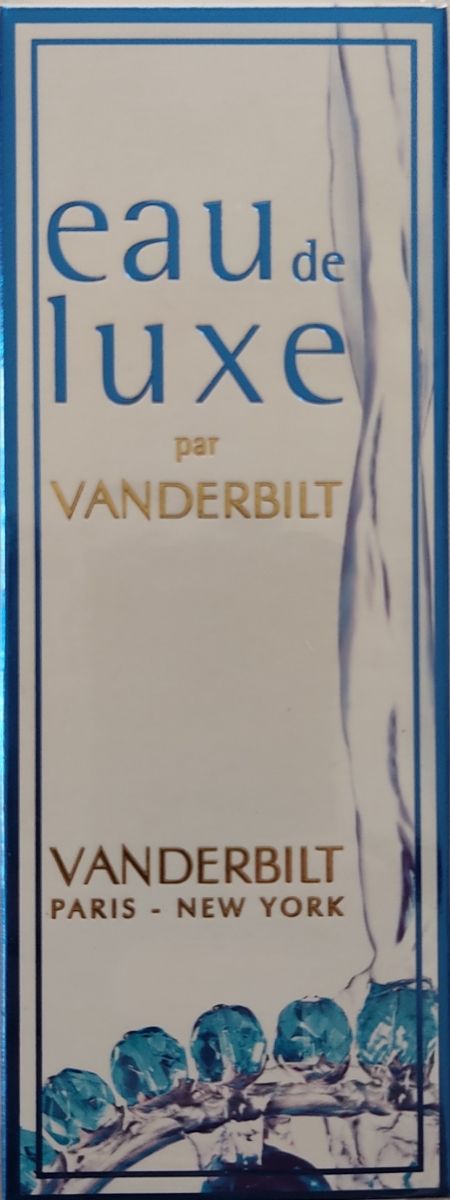 eau de
luxe
par
VANDERBILT
VANDERBILT
PARIS - NEW YORK